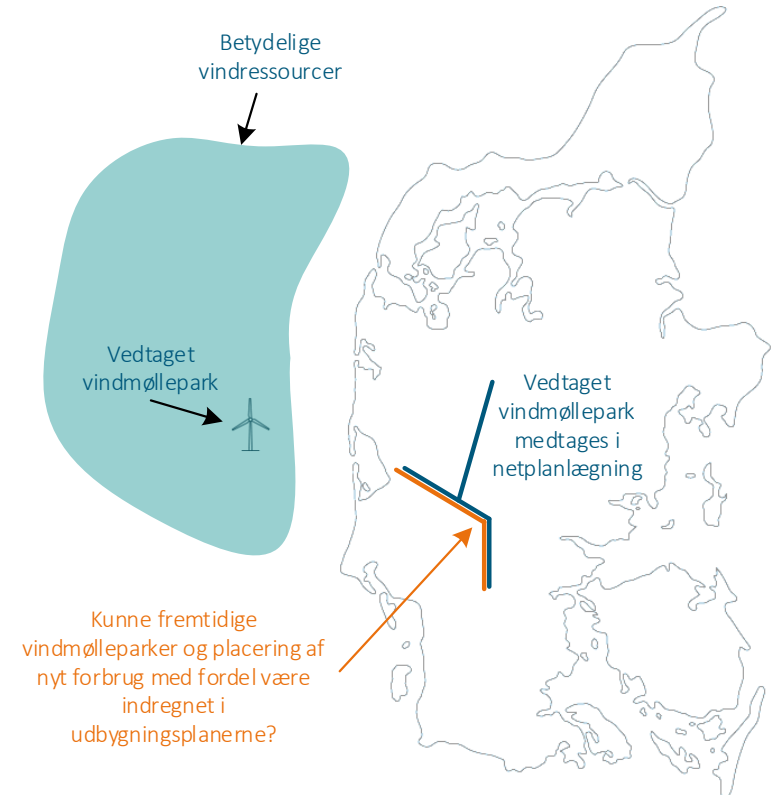 Betydelige
vindressourcer
Vedtaget
vindmøllepark
Vedtaget
vindmøllepark
medtages i
netplanlægning
Kunne fremtidige
vindmølleparker og placering af
nyt forbrug med fordel være
indregnet i
udbygningsplanerne?